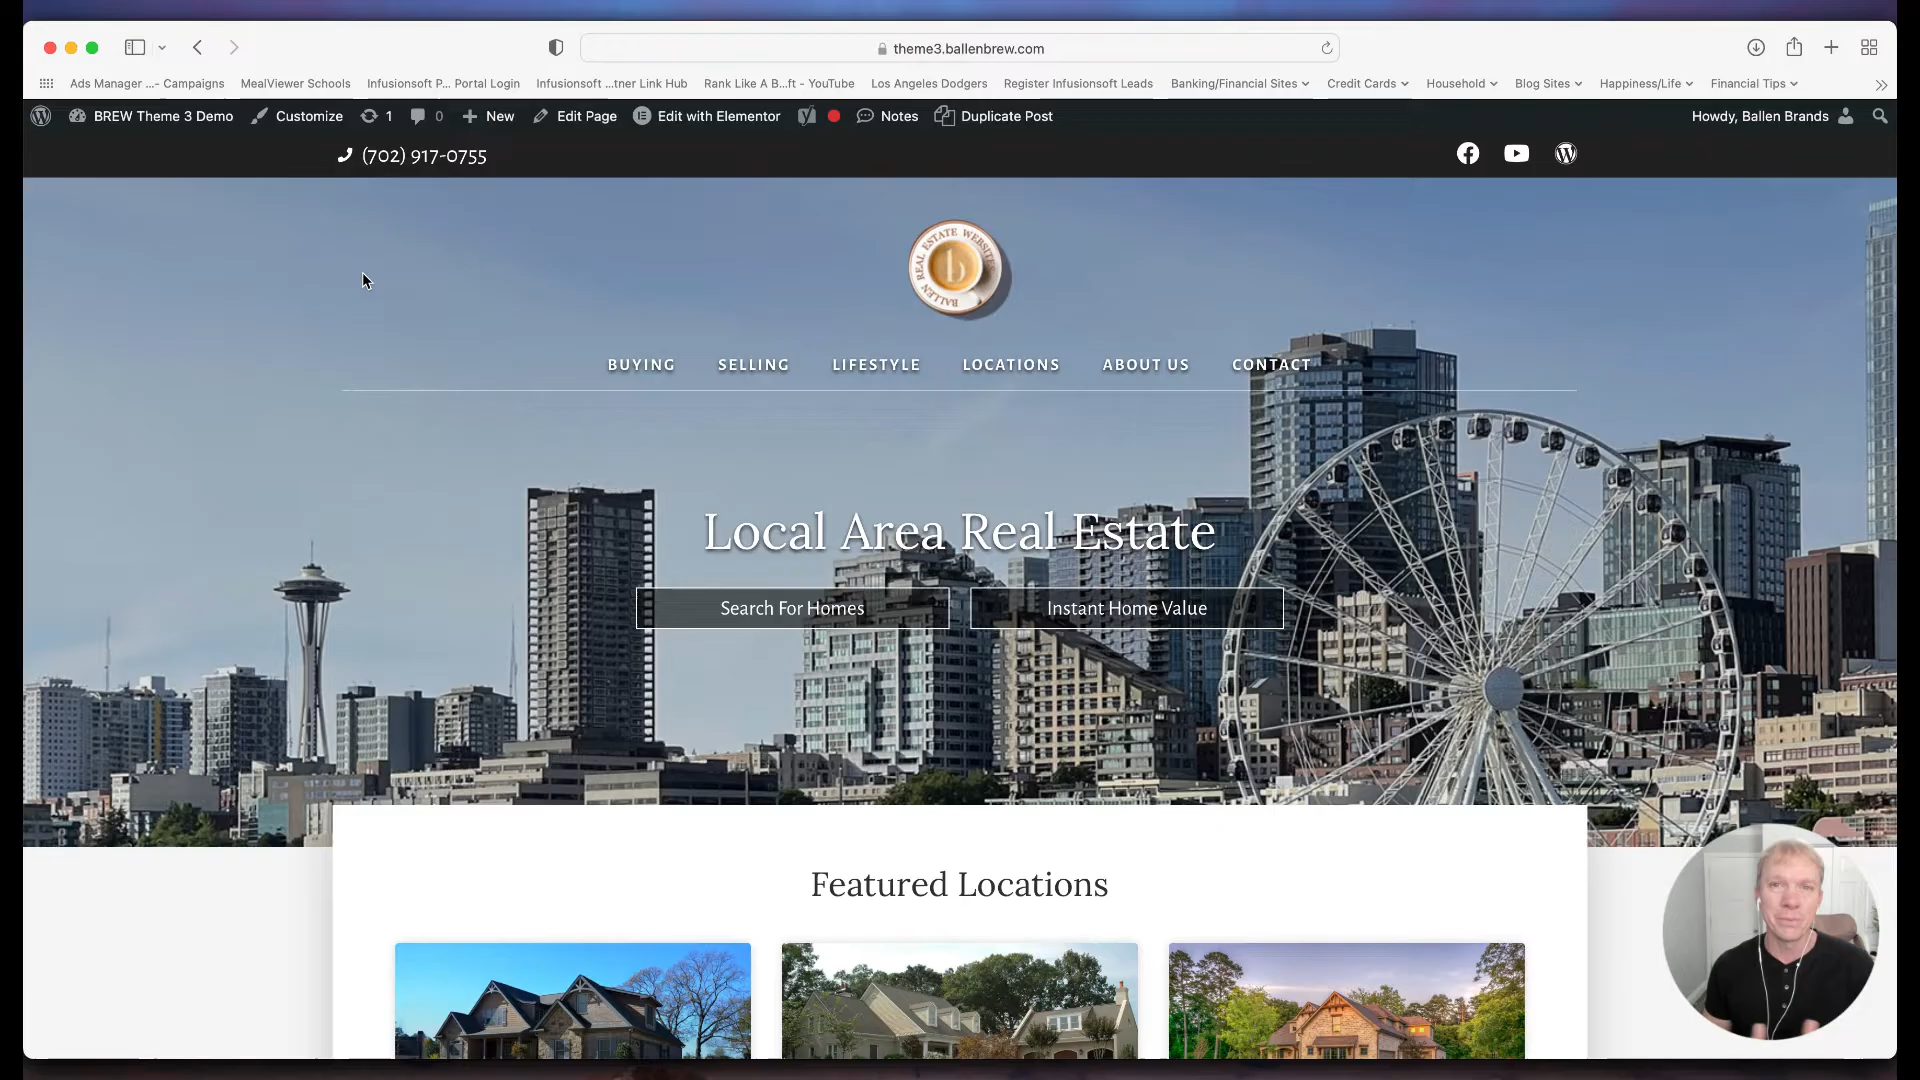 theme3.ballenbrew.com
Ads Manager ...- Campaigns MealViewer Schools Infusionsoft P... Portal Login Infusionsoft ...tner Link Hub Rank Like A B...ft - YouTube Los Angeles Dodgers Register Infusionsoft Leads Banking/Financial Sites Credit Cards Household Blog Sites Happiness/Life Financial Tips
BREW Theme 3 Demo Customize 1 0 New Edit Page Edit with Elementor Notes Duplicate Post Howdy, Ballen Brands
(702) 917-0755
REAL ESTATE WEBSITES
b
BALLEN
BUYING SELLING LIFESTYLE LOCATIONS ABOUT US CONTACT
Local Area Real Estate
Search For Homes Instant Home Value
Featured Locations